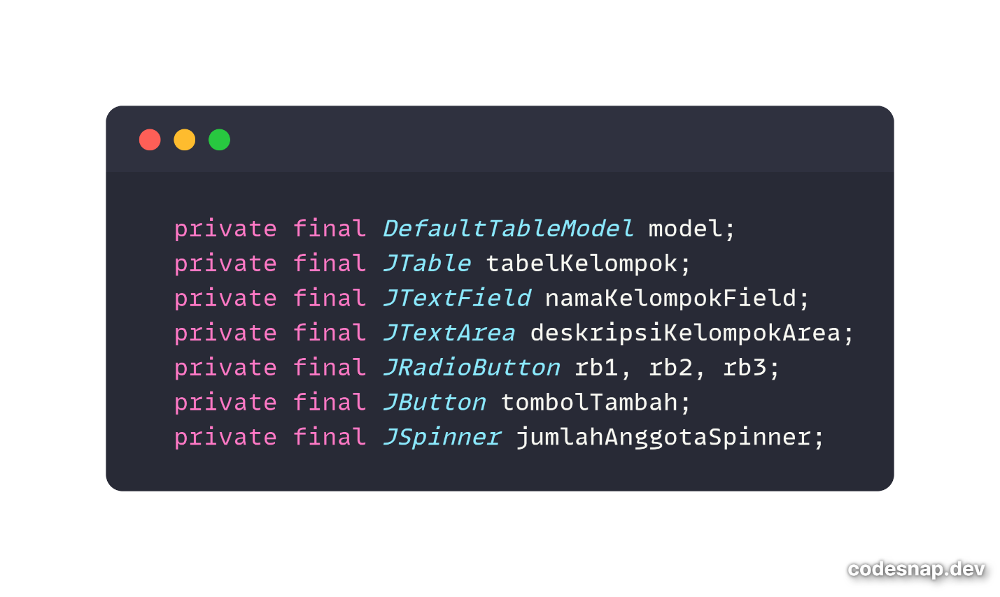 private final DefaultTableModel model;
private final JTable tabelKelompok;
private final JTextField namaKelompokField;
private final JTextArea deskripsiKelompokArea;
private final JRadioButton rb1, rb2, rb3;
private final JButton tombolTambah;
private final JSpinner jumlahAnggotaSpinner;
codesnap.dev